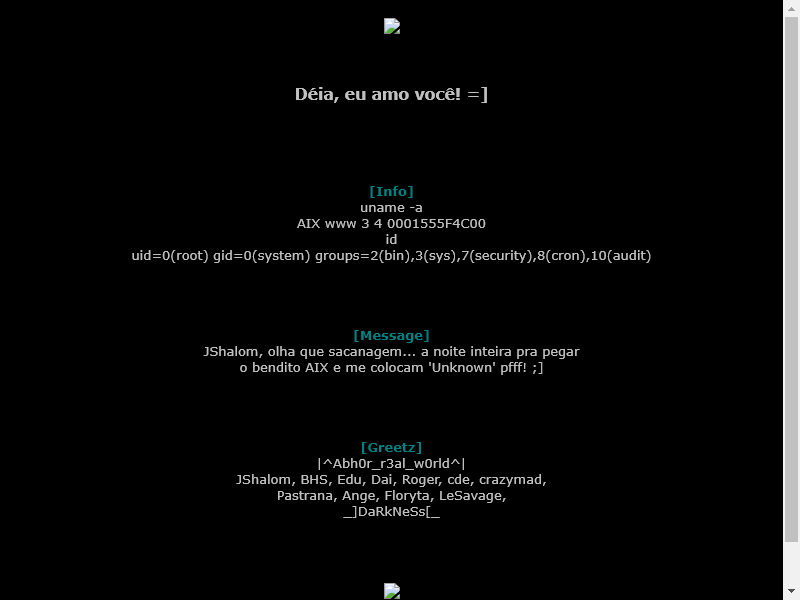 Déia, eu amo você! =]
[Info]
uname -a
AIX www 3 4 0001555F4C00
id
uid=0(root) gid=0(system) groups=2(bin),3(sys),7(security),8(cron),10(audit)
[Message]
JShalom, olha que sacanagem... a noite inteira pra pegar
o bendito AIX e me colocam 'Unknown' pfff! ;]
[Greetz]
|^Abh0r_r3al_w0rld^|
JShalom, BHS, Edu, Dai, Roger, cde, crazymad,
Pastrana, Ange, Floryta, LeSavage,
_]DaRkNeSs[_